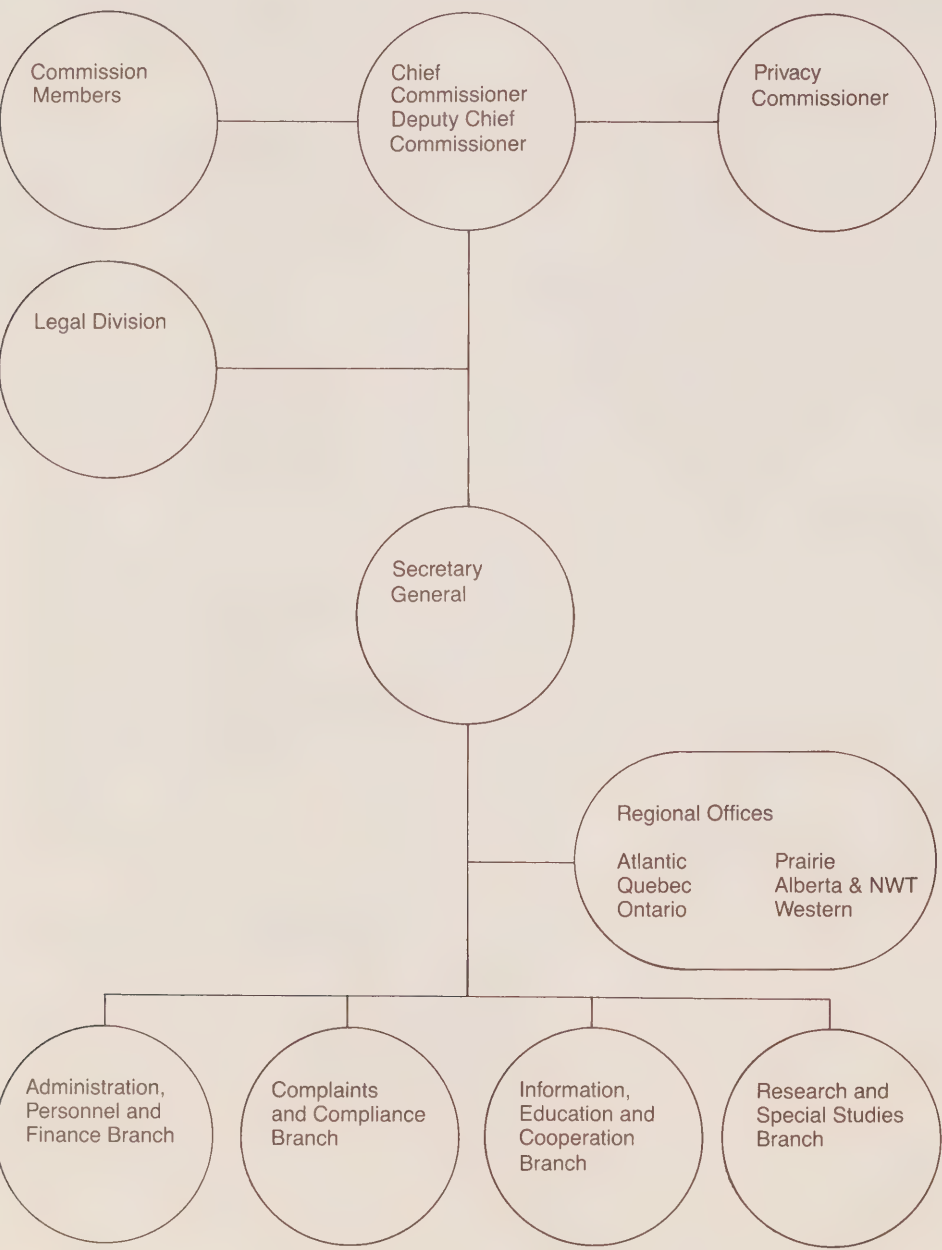 Commission
Members
Chief
Commissioner
Deputy Chief
Commissioner
Privacy
Commissioner
Legal Division
Secretary
General
Regional Offices
Atlantic
Quebec
Ontario
Prairie
Alberta & NWT
Western
Administration,
Personnel and
Finance Branch
Complaints
and Compliance
Branch
Information,
Education and
Cooperation
Branch
Research and
Special Studies
Branch